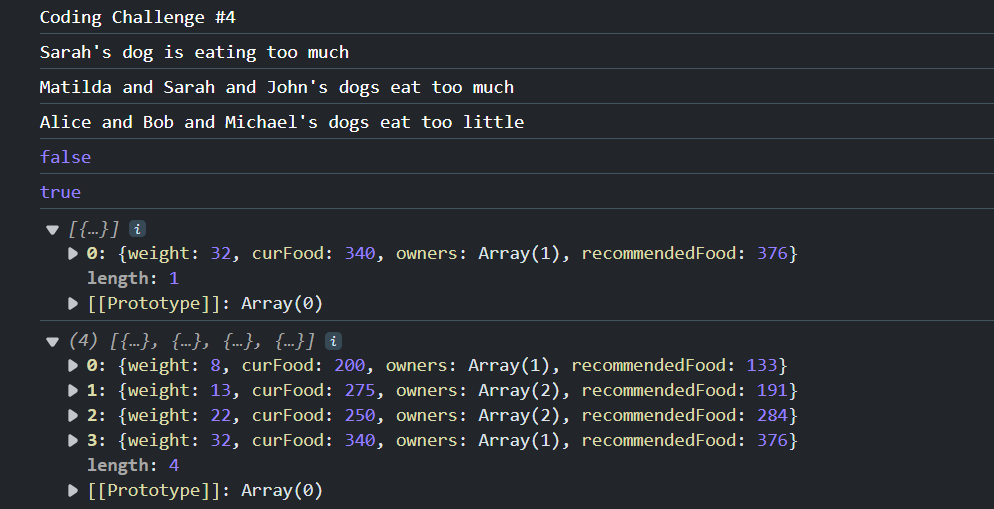 Coding Challenge #4
Sarah's dog is eating too much
Matilda and Sarah and John's dogs eat too much
Alice and Bob and Michael's dogs eat too little
false
true
▼ [{…}] i
▶ 0: {weight: 32, curFood: 340, owners: Array(1), recommendedFood: 376}
length: 1
▶ [[Prototype]]: Array(0)
▼ (4) [{…}, {…}, {…}, {…}] i
▶ 0: {weight: 8, curFood: 200, owners: Array(1), recommendedFood: 133}
▶ 1: {weight: 13, curFood: 275, owners: Array(2), recommendedFood: 191}
▶ 2: {weight: 22, curFood: 250, owners: Array(2), recommendedFood: 284}
▶ 3: {weight: 32, curFood: 340, owners: Array(1), recommendedFood: 376}
length: 4
▶ [[Prototype]]: Array(0)